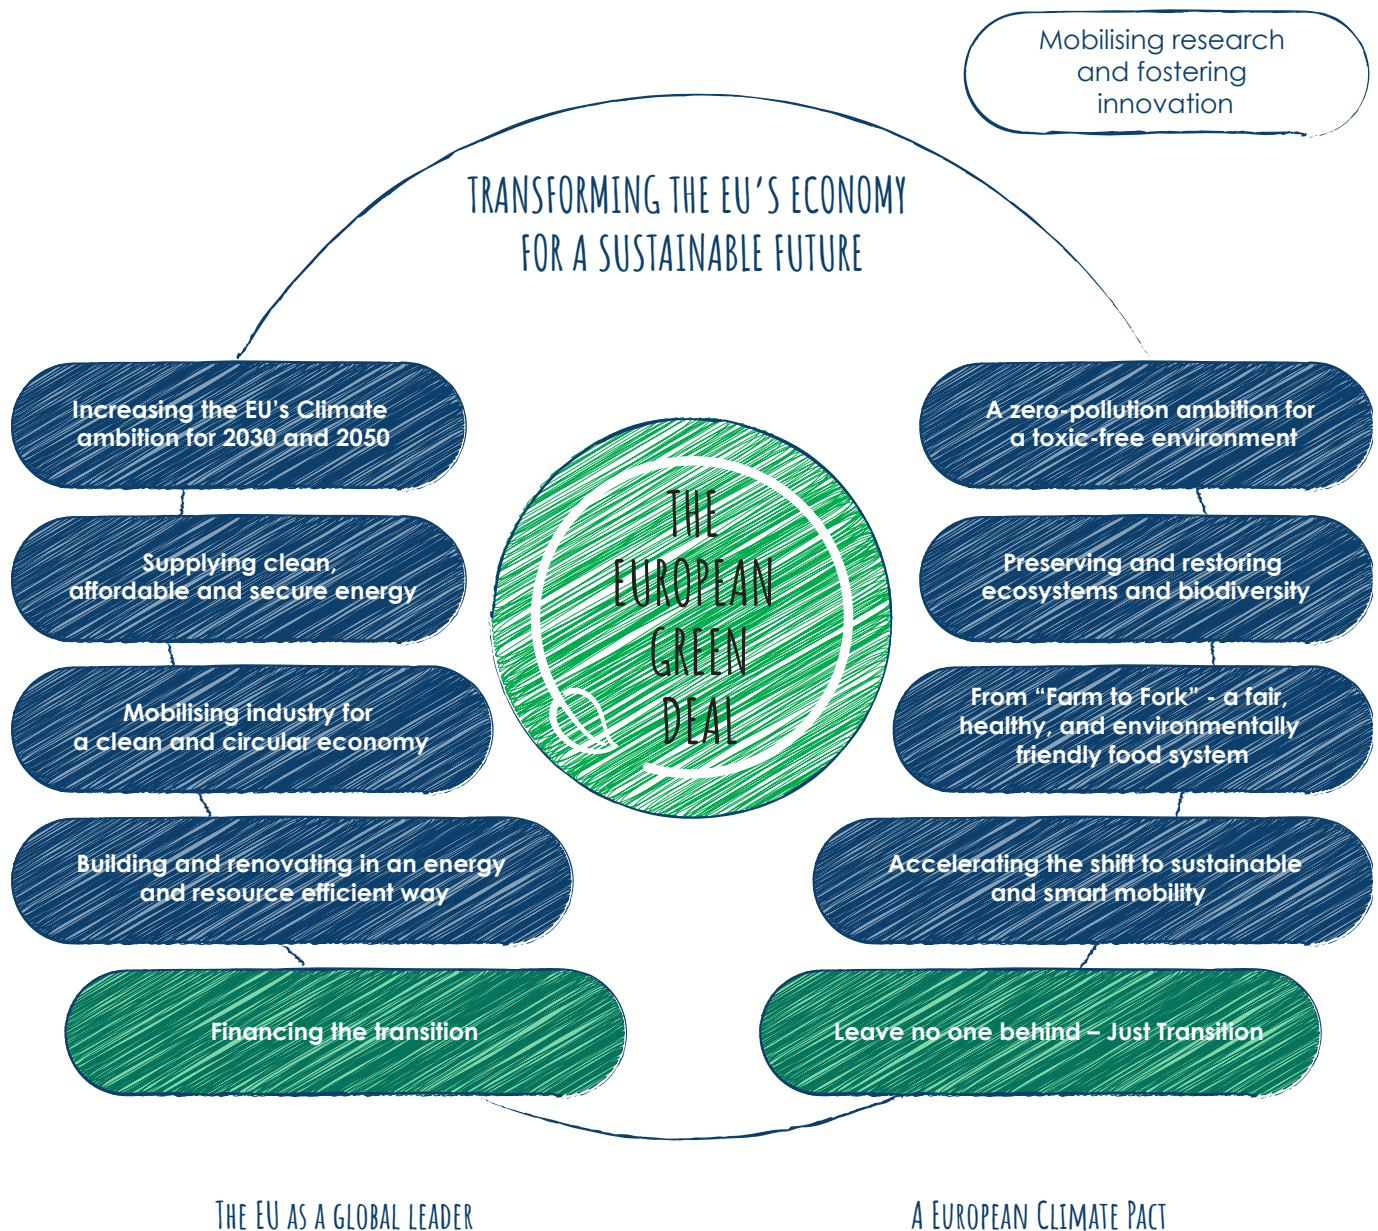 Mobilising research
and fostering
innovation
TRANSFORMING THE EU’S ECONOMY
FOR A SUSTAINABLE FUTURE
Increasing the EU’s Climate
ambition for 2030 and 2050
Supplying clean,
affordable and secure energy
Mobilising industry for
a clean and circular economy
Building and renovating in an energy
and resource efficient way
Financing the transition
THE
EUROPEAN
GREEN
DEAL
A zero-pollution ambition for
a toxic-free environment
Preserving and restoring
ecosystems and biodiversity
From “Farm to Fork” - a fair,
healthy, and environmentally
friendly food system
Accelerating the shift to sustainable
and smart mobility
Leave no one behind – Just Transition
THE EU AS A GLOBAL LEADER
A EUROPEAN CLIMATE PACT